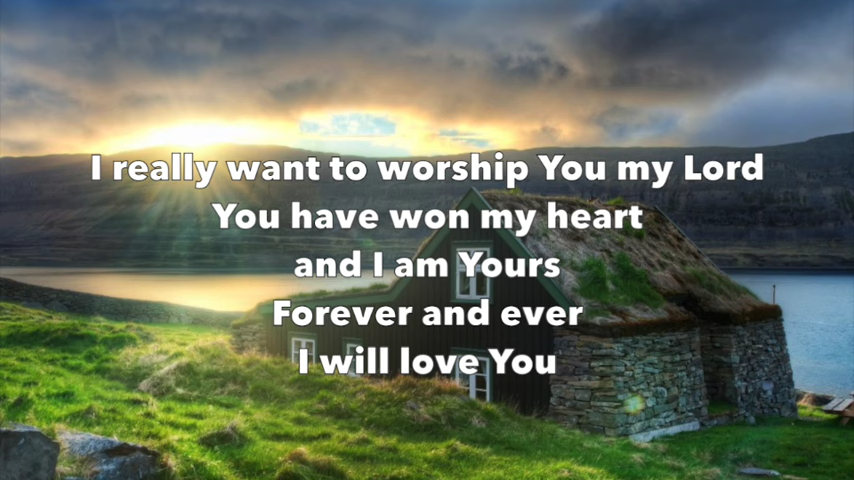 I really want to worship You my Lord
You have won my heart
and I am Yours
Forever and ever
I will love You